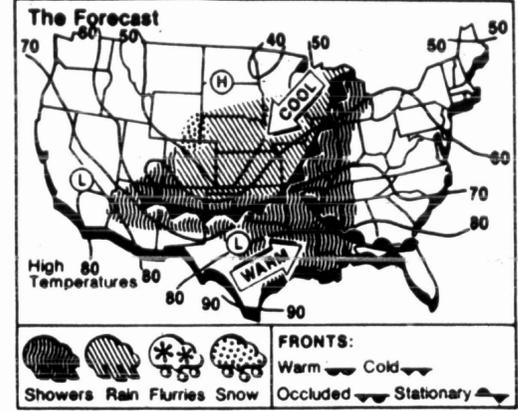 The Forecast
60 50 40 50 50 50
70
H
COOL
L
60
70
L
80
WARM
High
Temperatures
80 80 80 90 90
FRONTS:
Warm Cold
Showers Rain Flurries Snow
Occluded Stationary